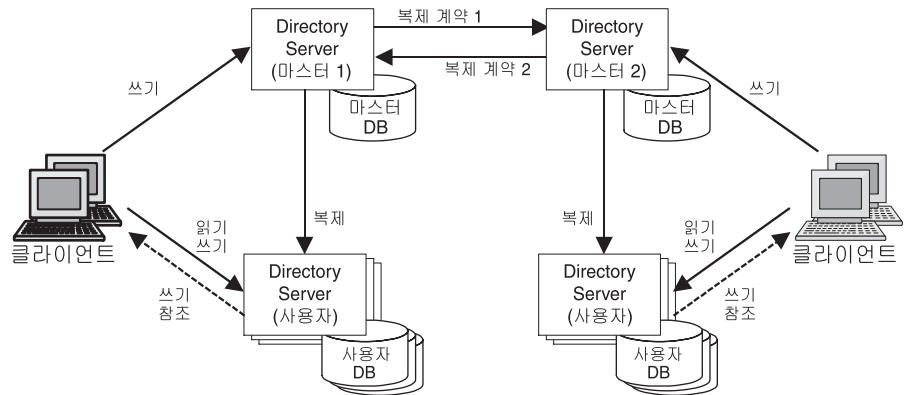 복제 계약 1
Directory
Server
(마스터 1)
Directory
Server
(마스터 2)
복제 계약 2
쓰기
쓰기
마스터
DB
마스터
DB
복제
복제
읽기
쓰기
읽기
쓰기
클라이언트
클라이언트
Directory
Server
(사용자)
Directory
Server
(사용자)
쓰기
참조
쓰기
참조
사용자
DB
사용자
DB